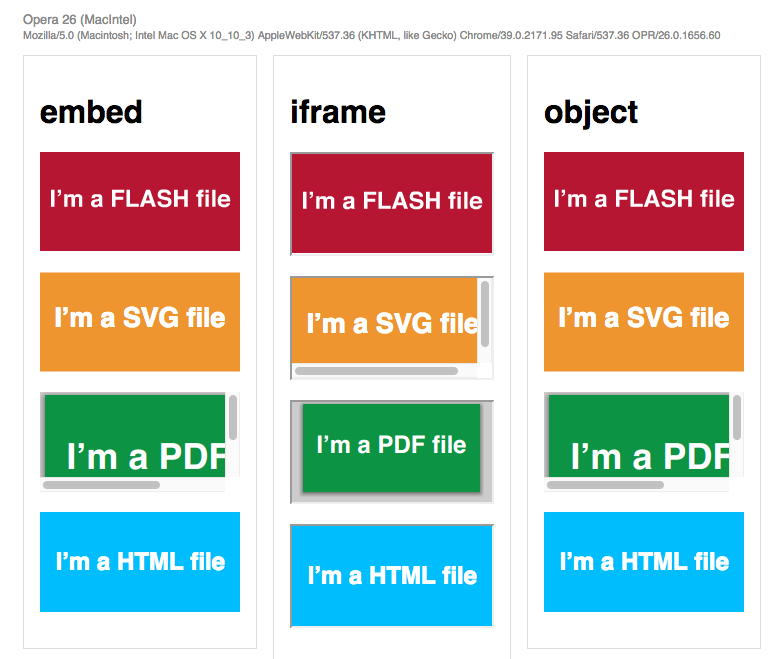 Opera 26 (MacIntel)
Mozilla/5.0 (Macintosh; Intel Mac OS X 10_10_3) AppleWebKit/537.36 (KHTML, like Gecko) Chrome/39.0.2171.95 Safari/537.36 OPR/26.0.1656.60
embed
I’m a FLASH file
I’m a SVG file
I’m a PDF
I’m a HTML file
iframe
I’m a FLASH file
I’m a SVG file
I’m a PDF file
I’m a HTML file
object
I’m a FLASH file
I’m a SVG file
I’m a PDF
I’m a HTML file